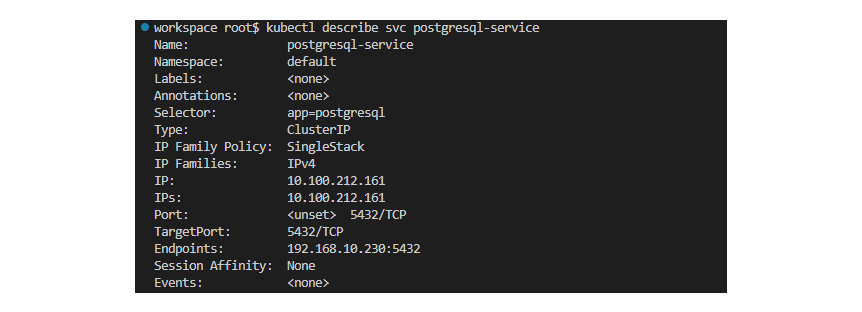 workspace root$ kubectl describe svc postgresql-service
Name:              postgresql-service
Namespace:         default
Labels:            <none>
Annotations:       <none>
Selector:          app=postgresql
Type:              ClusterIP
IP Family Policy:  SingleStack
IP Families:       IPv4
IP:                10.100.212.161
IPs:               10.100.212.161
Port:              <unset>  5432/TCP
TargetPort:        5432/TCP
Endpoints:         192.168.10.230:5432
Session Affinity:  None
Events:            <none>